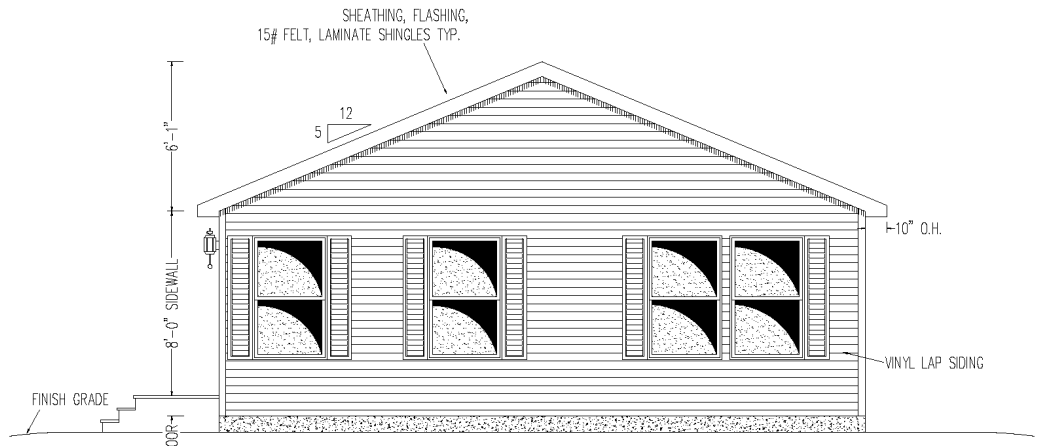 SHEATHING, FLASHING,
15# FELT, LAMINATE SHINGLES TYP.
12
5
6'-1"
10" O.H.
8'-0" SIDEWALL
VINYL LAP SIDING
FINISH GRADE